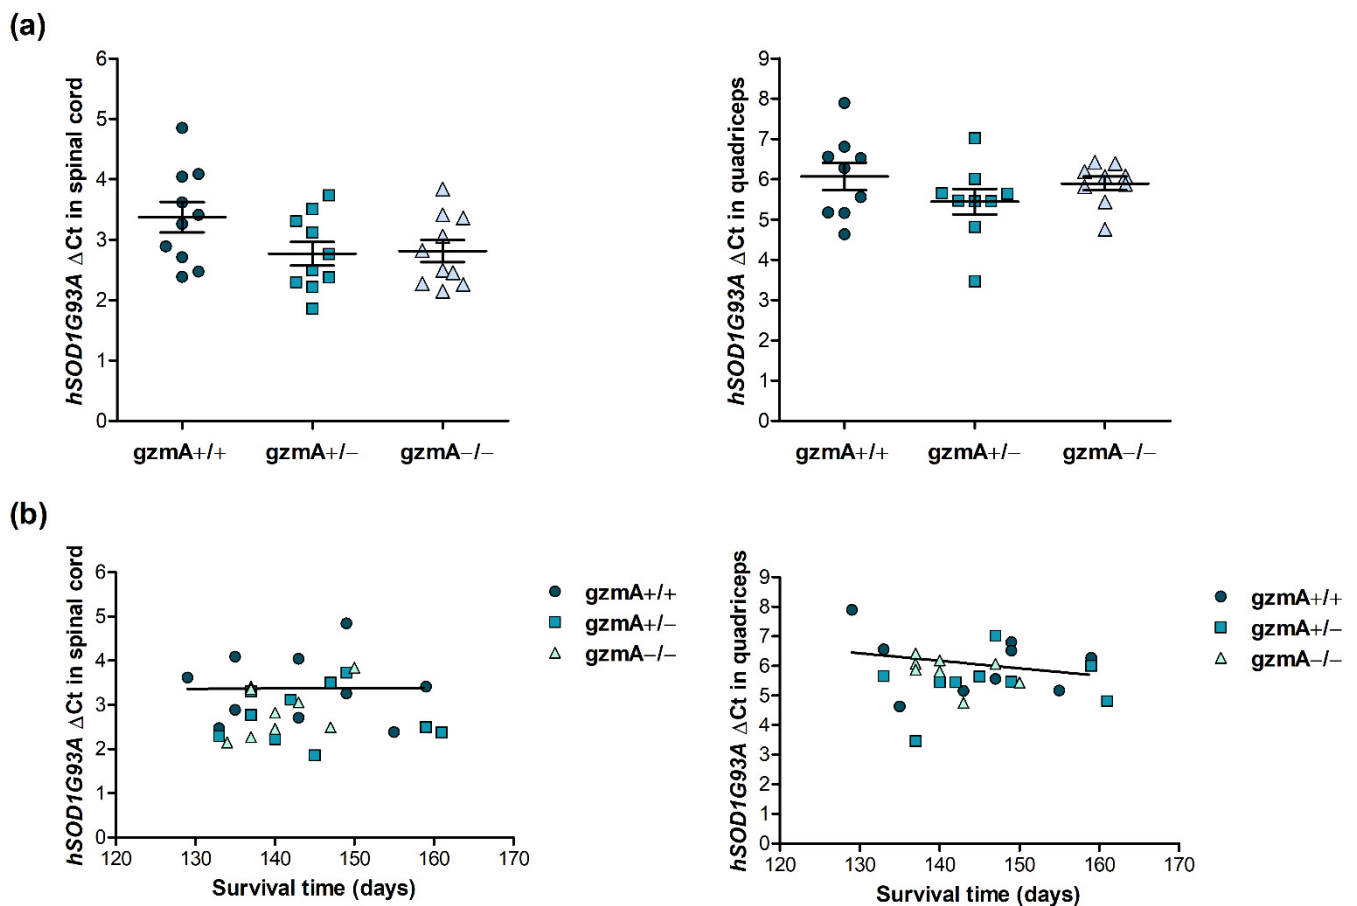 (a)
hSOD1G93A ΔCt in spinal cord
6
5
4
3
2
1
0
gzmA+/+ gzmA+/− gzmA−/−
hSOD1G93A ΔCt in quadriceps
9
8
7
6
5
4
3
2
1
0
gzmA+/+ gzmA+/− gzmA−/−
(b)
hSOD1G93A ΔCt in spinal cord
6
5
4
3
2
1
0
120 130 140 150 160 170
Survival time (days)
gzmA+/+
gzmA+/−
gzmA−/−
hSOD1G93A ΔCt in quadriceps
9
8
7
6
5
4
3
2
1
0
120 130 140 150 160 170
Survival time (days)
gzmA+/+
gzmA+/−
gzmA−/−